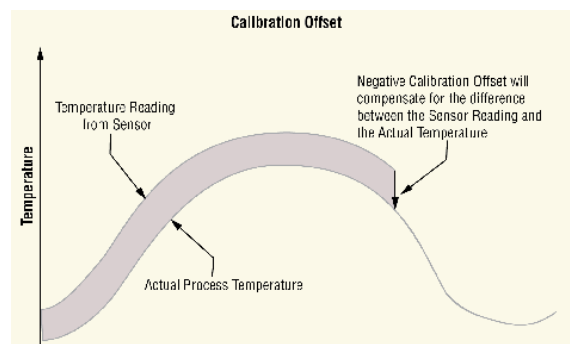 Calibration Offset
Negative Calibration Offset will
compensate for the difference
between the Sensor Reading and
the Actual Temperature
Temperature Reading
from Sensor
Temperature
Actual Process Temperature